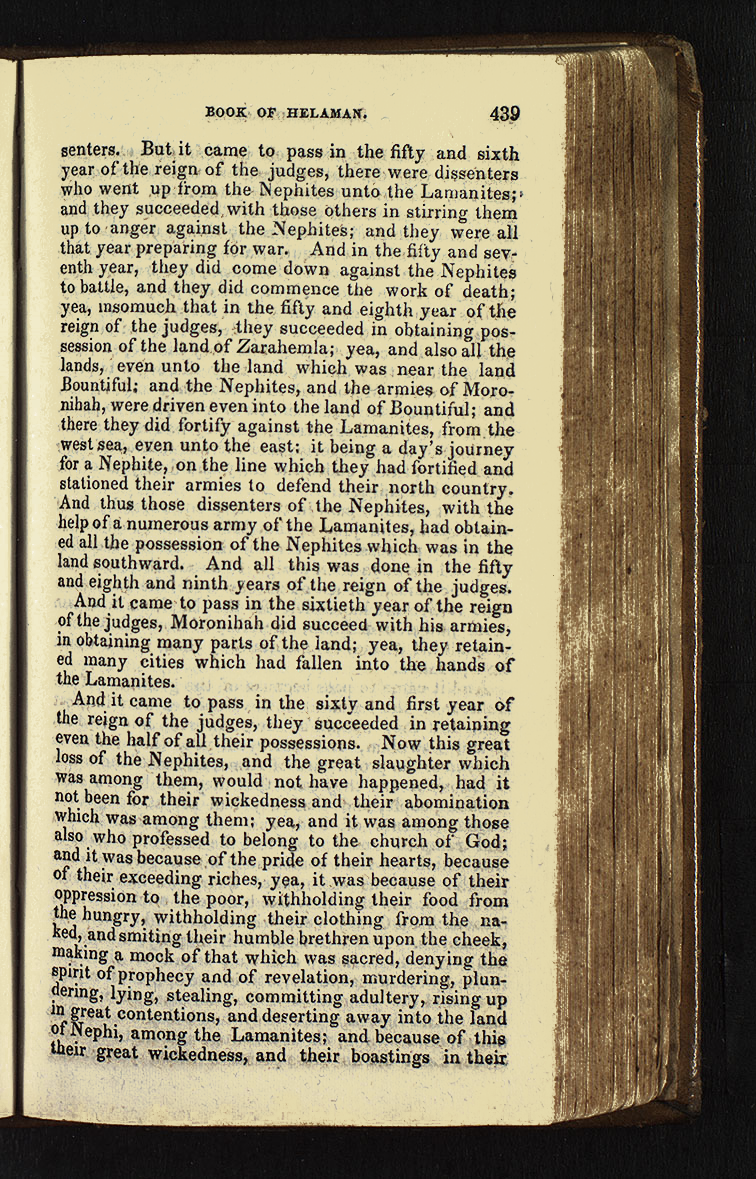 BOOK OF HELAMAN. 439
senters. But it came to pass in the fifty and sixth
year of the reign of the judges, there were dissenters
who went up from the Nephites unto the Lamanites;
and they succeeded with those others in stirring them
up to anger against the Nephites; and they were all
that year preparing for war. And in the fifty and sev-
enth year, they did come down against the Nephites
to battle, and they did commence the work of death;
yea, insomuch that in the fifty and eighth year of the
reign of the judges, they succeeded in obtaining pos-
session of the land of Zarahemla; yea, and also all the
lands, even unto the land which was near the land
Bountiful; and the Nephites, and the armies of Moro-
nihah, were driven even into the land of Bountiful; and
there they did fortify against the Lamanites, from the
west sea, even unto the east; it being a day's journey
for a Nephite, on the line which they had fortified and
stationed their armies to defend their north country.
And thus those dissenters of the Nephites, with the
help of a numerous army of the Lamanites, had obtain-
ed all the possession of the Nephites which was in the
land southward. And all this was done in the fifty
and eighth and ninth years of the reign of the judges.
And it came to pass in the sixtieth year of the reign
of the judges, Moronihah did succeed with his armies,
in obtaining many parts of the land; yea, they retain-
ed many cities which had fallen into the hands of
the Lamanites.
And it came to pass in the sixty and first year of
the reign of the judges, they succeeded in retaining
even the half of all their possessions. Now this great
loss of the Nephites, and the great slaughter which
was among them, would not have happened, had it
not been for their wickedness and their abomination
which was among them; yea, and it was among those
also who professed to belong to the church of God;
and it was because of the pride of their hearts, because
of their exceeding riches, yea, it was because of their
oppression to the poor, withholding their food from
the hungry, withholding their clothing from the na-
ked, and smiting their humble brethren upon the cheek,
making a mock of that which was sacred, denying the
spirit of prophecy and of revelation, murdering, plun-
dering, lying, stealing, committing adultery, rising up
in great contentions, and deserting away into the land
of Nephi, among the Lamanites; and because of this
their great wickedness, and their boastings in their